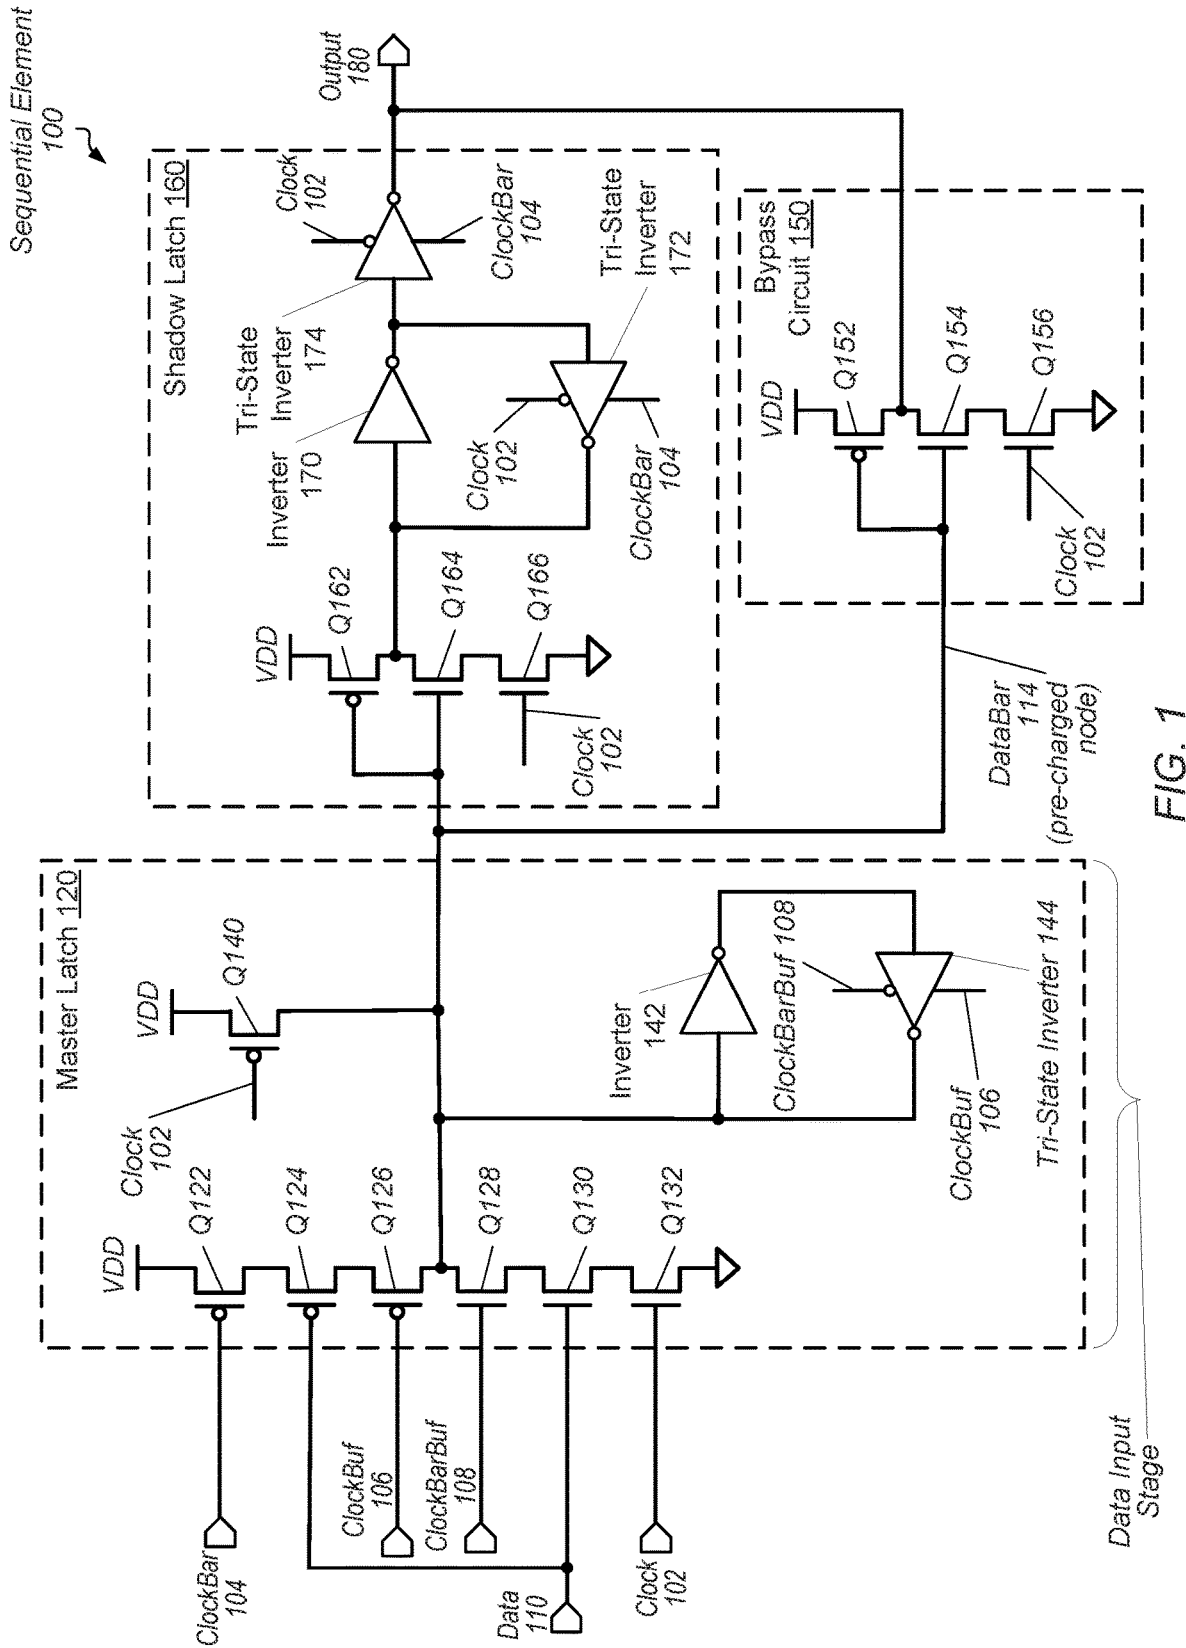 Sequential Element
100
Master Latch 120
VDD
Q122
Q124
Q126
Q128
Q130
Q132
Clock
102
VDD
Q140
Inverter
142
ClockBarBuf 108
ClockBuf
106
Tri-State Inverter 144
ClockBar
104
ClockBuf
106
ClockBarBuf
108
Data
110
Clock
102
Data Input
Stage
Shadow Latch 160
VDD
Q162
Q164
Q166
Clock
102
Inverter
170
Tri-State
Inverter
174
Clock
102
ClockBar
104
Clock
102
ClockBar
104
Tri-State
Inverter
172
Output
180
Bypass
Circuit 150
VDD
Q152
Q154
Q156
Clock
102
DataBar
114
(pre-charged
node)
FIG. 1